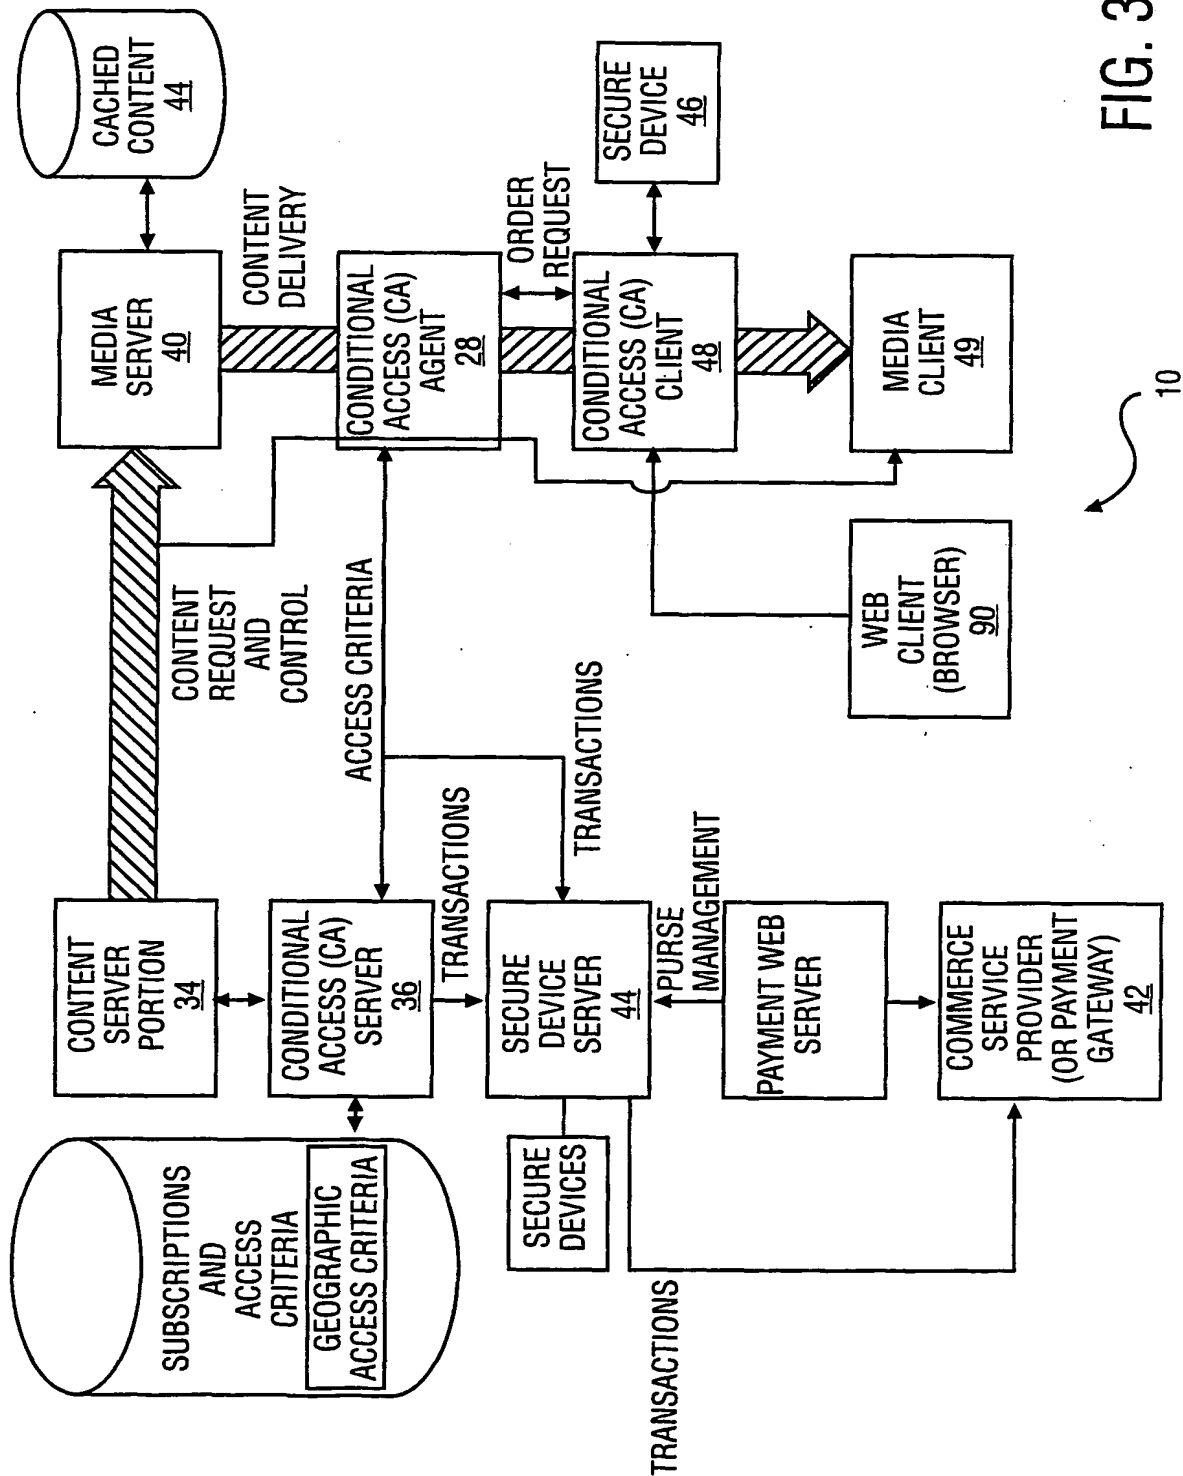 SUBSCRIPTIONS
AND
ACCESS
CRITERIA
GEOGRAPHIC
ACCESS CRITERIA
CONTENT
SERVER
PORTION
34
CONDITIONAL
ACCESS (CA)
SERVER
36
TRANSACTIONS
SECURE
DEVICE
SERVER
44
SECURE
DEVICES
TRANSACTIONS
PURSE
MANAGEMENT
PAYMENT WEB
SERVER
COMMERCE
SERVICE
PROVIDER
(OR PAYMENT
GATEWAY)
42
CONTENT
REQUEST
AND
CONTROL
ACCESS CRITERIA
TRANSACTIONS
MEDIA
SERVER
40
CACHED
CONTENT
44
CONTENT
DELIVERY
CONDITIONAL
ACCESS (CA)
AGENT
28
ORDER
REQUEST
CONDITIONAL
ACCESS (CA)
CLIENT
48
SECURE
DEVICE
46
MEDIA
CLIENT
49
WEB
CLIENT
(BROWSER)
90
10
FIG. 3